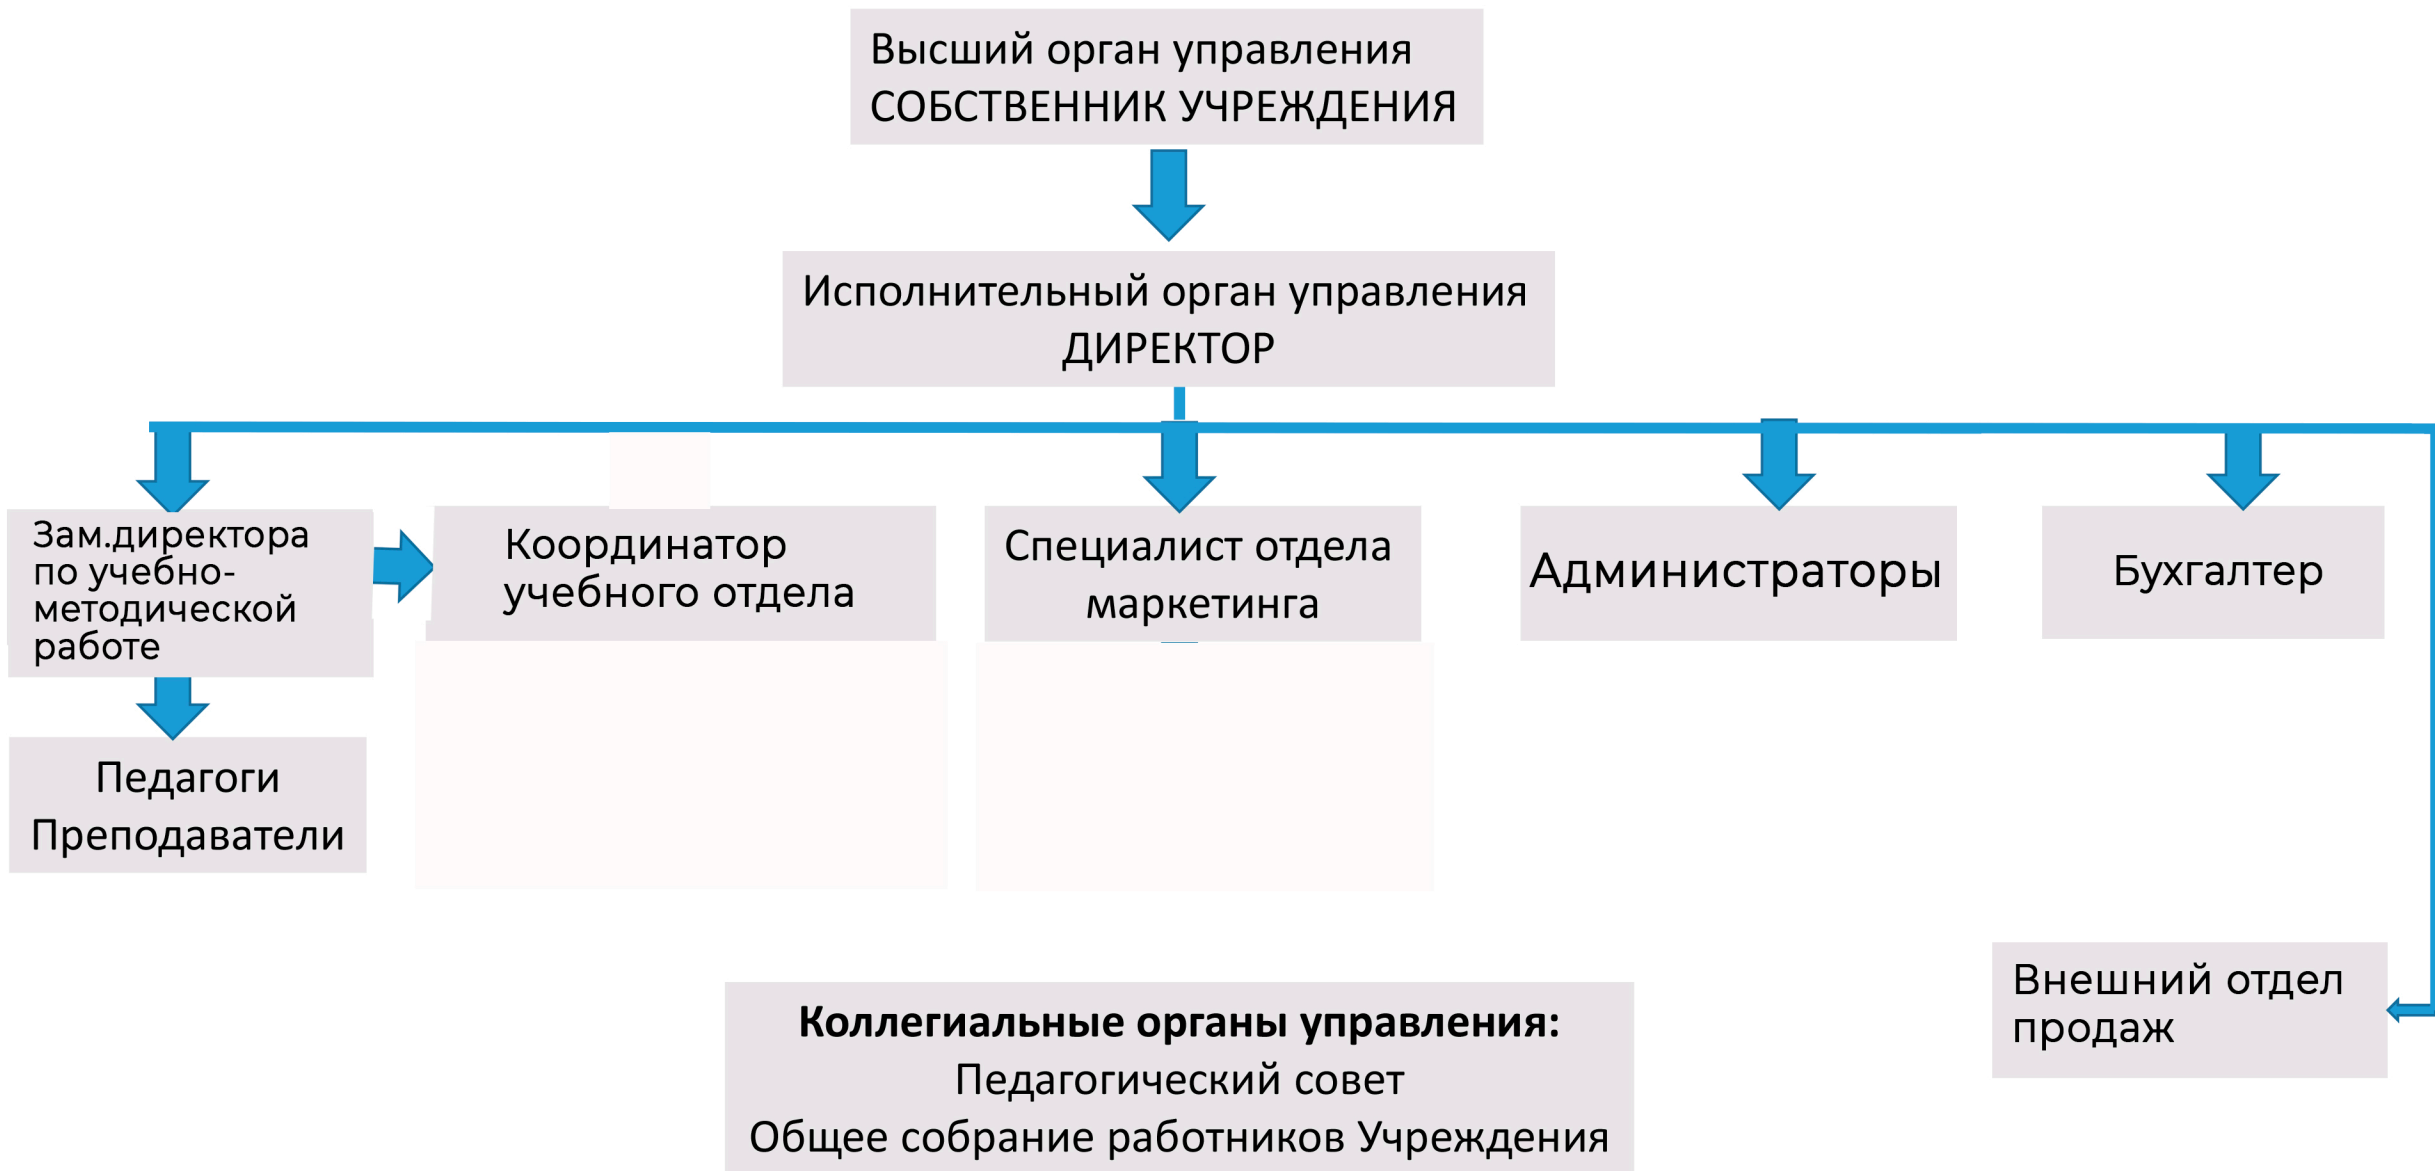 Высший орган управления
СОБСТВЕННИК УЧРЕЖДЕНИЯ
Исполнительный орган управления
ДИРЕКТОР
Зам.директора
по учебно-
методической
работе
Координатор
учебного отдела
Специалист отдела
маркетинга
Администраторы
Бухгалтер
Педагоги
Преподаватели
Внешний отдел
продаж
Коллегиальные органы управления:
Педагогический совет
Общее собрание работников Учреждения